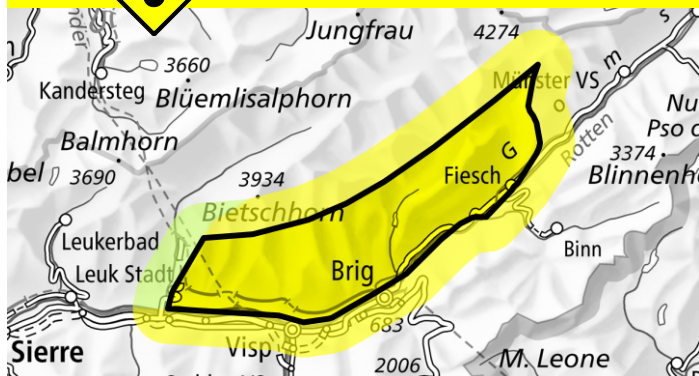 Jungfrau
4274
3660
Kandersteg
Blüemlisalphorn
Münster VS
Balmhorn
Rotten
3374
3690
3934
Fiesch
G o m s
Bietschhorn
Leukerbad
Leuk Stadt
Binn
Brig
683
Sierre
Visp
2006
M. Leone